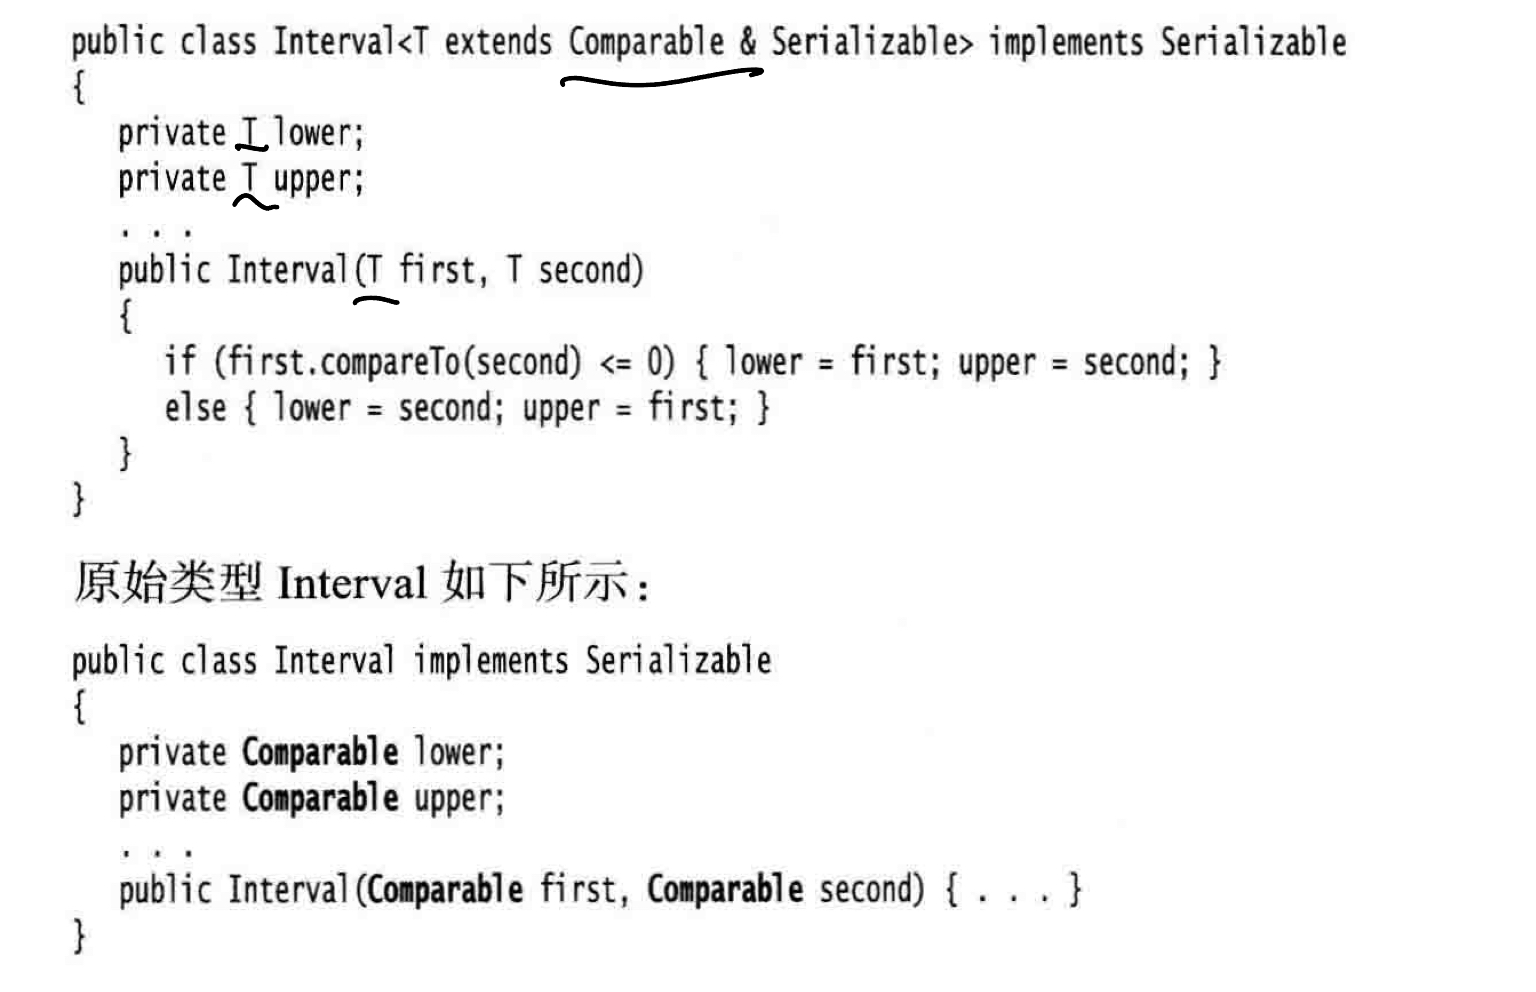 public class Interval<T extends Comparable & Serializable> implements Serializable
{
   private T lower;
   private T upper;
   . . .
   public Interval(T first, T second)
   {
      if (first.compareTo(second) <= 0) { lower = first; upper = second; }
      else { lower = second; upper = first; }
   }
}
原始类型 Interval 如下所示：
public class Interval implements Serializable
{
   private Comparable lower;
   private Comparable upper;
   . . .
   public Interval(Comparable first, Comparable second) { . . . }
}